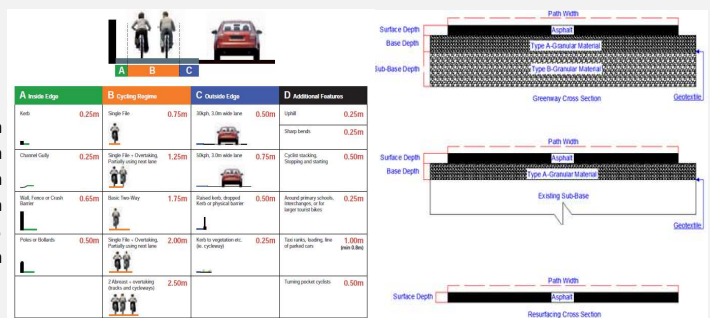 A B C
A Inside Edge
B Cycling Regime
C Outside Edge
D Additional Features
Kerb 0.25m
Single File 0.75m
30kph, 3.0m wide lane 0.50m
Uphill 0.25m
Sharp bends 0.25m
Channel Gully 0.25m
Single File + Overtaking,
Partially using next lane 1.25m
50kph, 3.0m wide lane 0.75m
Cyclist stacking,
Stopping and starting 0.50m
Wall, Fence or Crash
Barrier 0.65m
Basic Two-Way 1.75m
Raised kerb, dropped
Kerb or physical barrier 0.50m
Around primary schools,
Interchanges, or for
larger tourist bikes 0.25m
Poles or Bollards 0.50m
Single File + Overtaking,
Partially using next lane 2.00m
Kerb to vegetation etc.
(ie. cycleway) 0.25m
Taxi ranks, loading, line
of parked cars 1.00m
(min 0.8m)
2 Abreast + overtaking
(tracks and cycleways) 2.50m
Turning pocket cyclists 0.50m
Path Width
Surface Depth
Asphalt
Base Depth
Type A-Granular Material
Sub-Base Depth
Type B-Granular Material
Greenway Cross Section
Geotextile
Path Width
Surface Depth
Asphalt
Base Depth
Type A-Granular Material
Existing Sub-Base
Geotextile
Path Width
Surface Depth
Asphalt
Resurfacing Cross Section